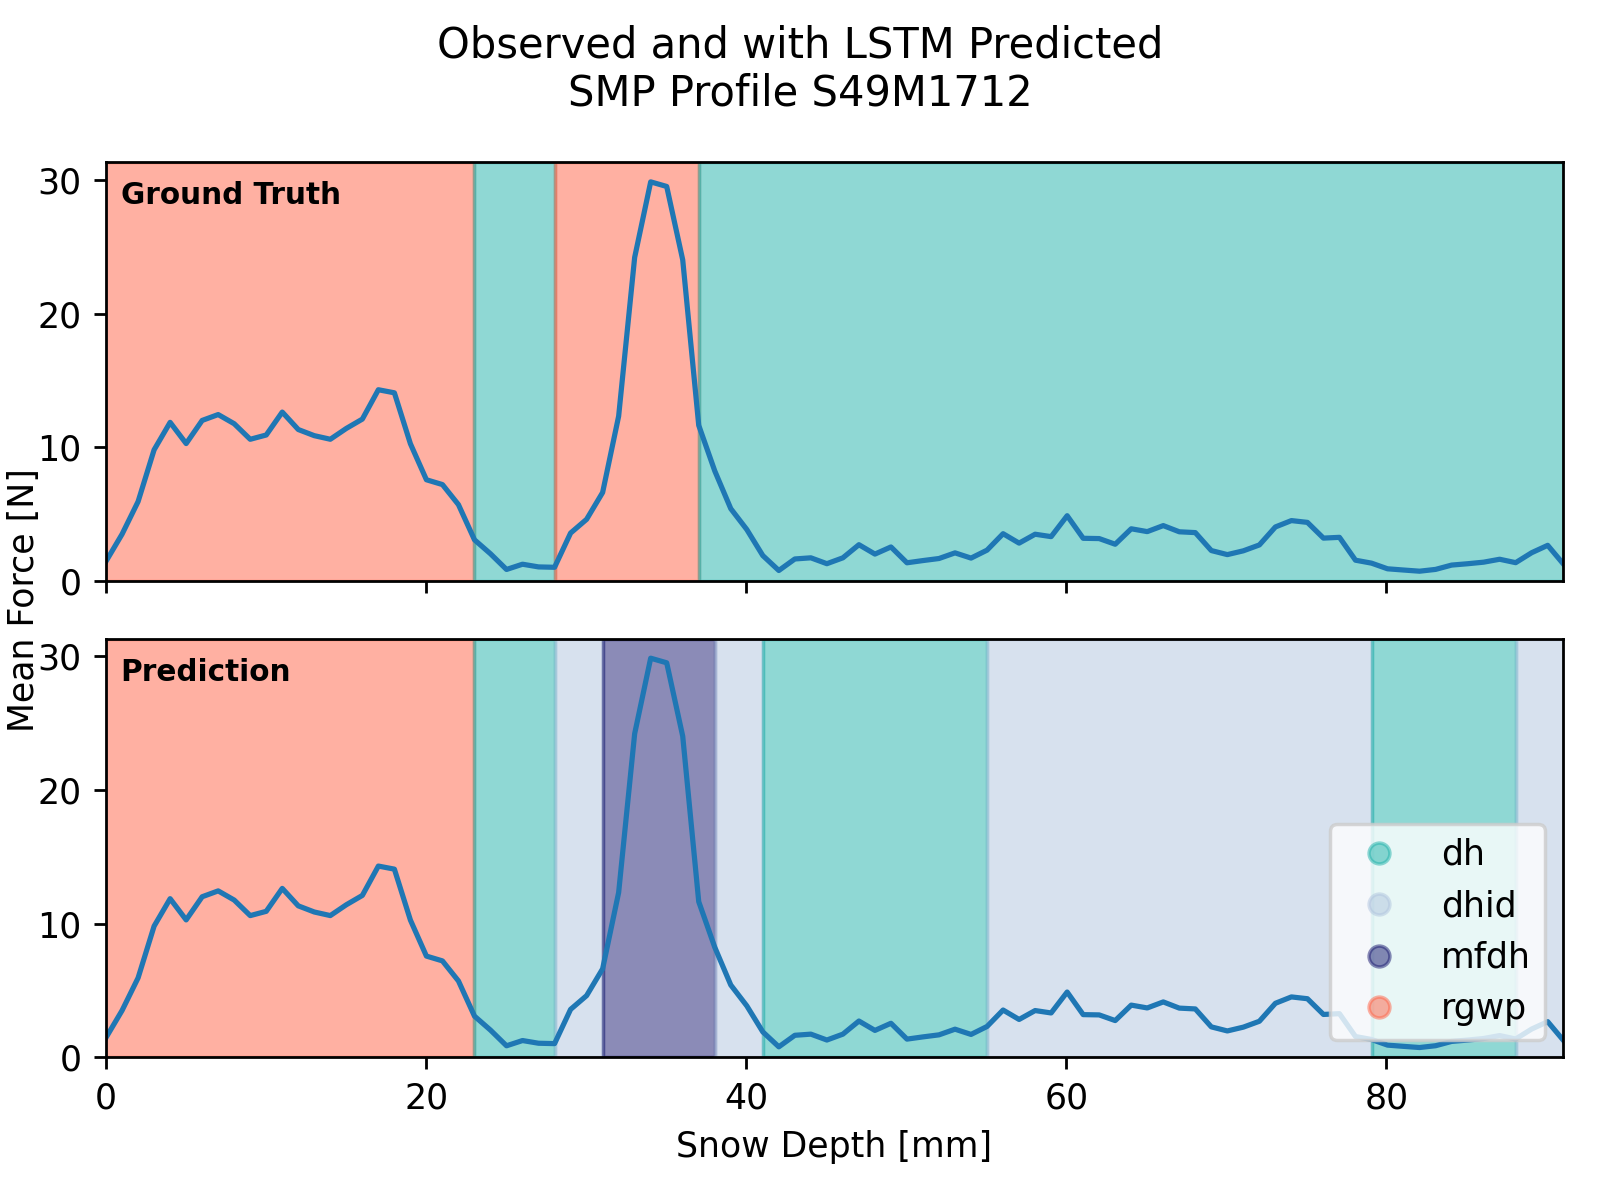 Observed and with LSTM Predicted
SMP Profile S49M1712
Mean Force [N]
30
20
10
0
Ground Truth
30
20
10
0
Prediction
dh
dhid
mfdh
rgwp
0 20 40 60 80
Snow Depth [mm]